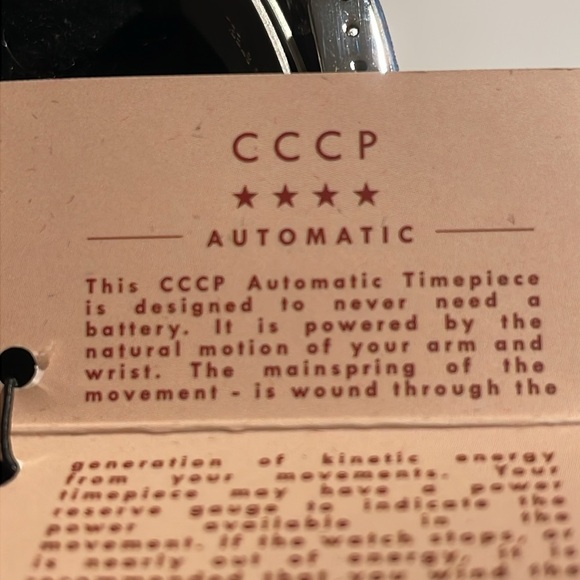 CCCP
AUTOMATIC
This CCCP Automatic Timepiece
is designed to never need a
battery. It is powered by the
natural motion of your arm and
wrist. The mainspring of the
movement - is wound through the
generation of kinetic energy
from your movements. Your
timepiece may have a power
reserve gauge to indicate the
power available in the
movement. If the watch stops, or
is nearly out of energy, it is
recommended that you